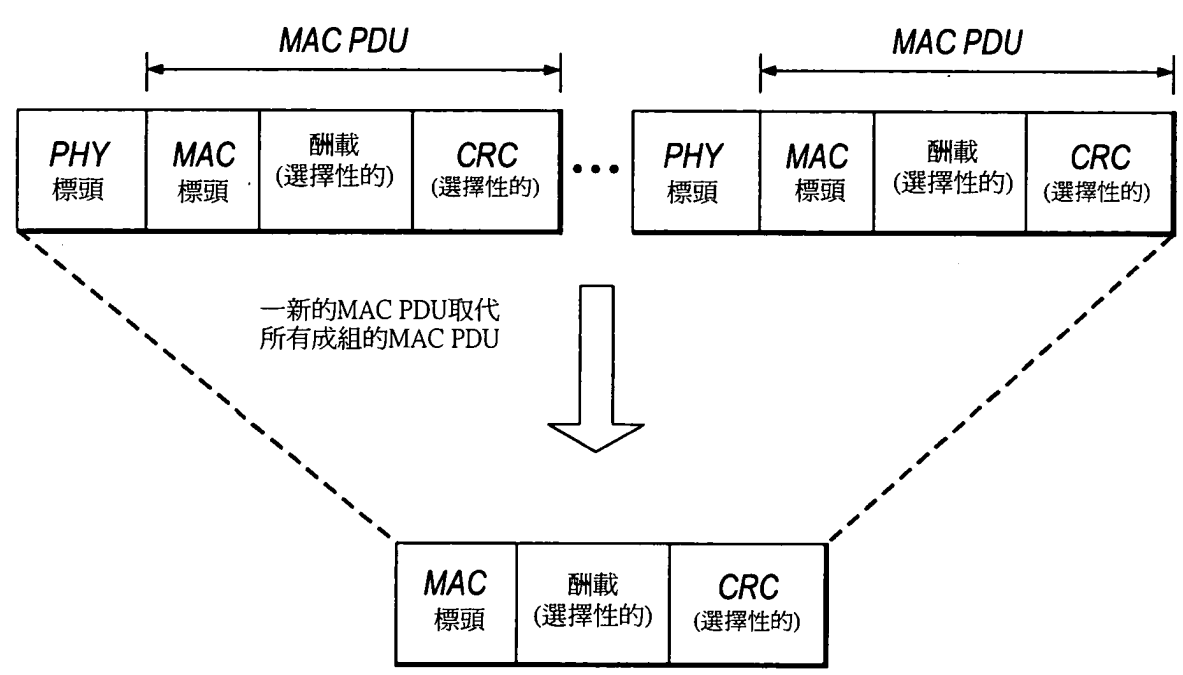 MAC PDU
MAC PDU
PHY
標頭
MAC
標頭
酬載
(選擇性的)
CRC
(選擇性的)
•••
PHY
標頭
MAC
標頭
酬載
(選擇性的)
CRC
(選擇性的)
一新的MAC PDU取代
所有成組的MAC PDU
MAC
標頭
酬載
(選擇性的)
CRC
(選擇性的)